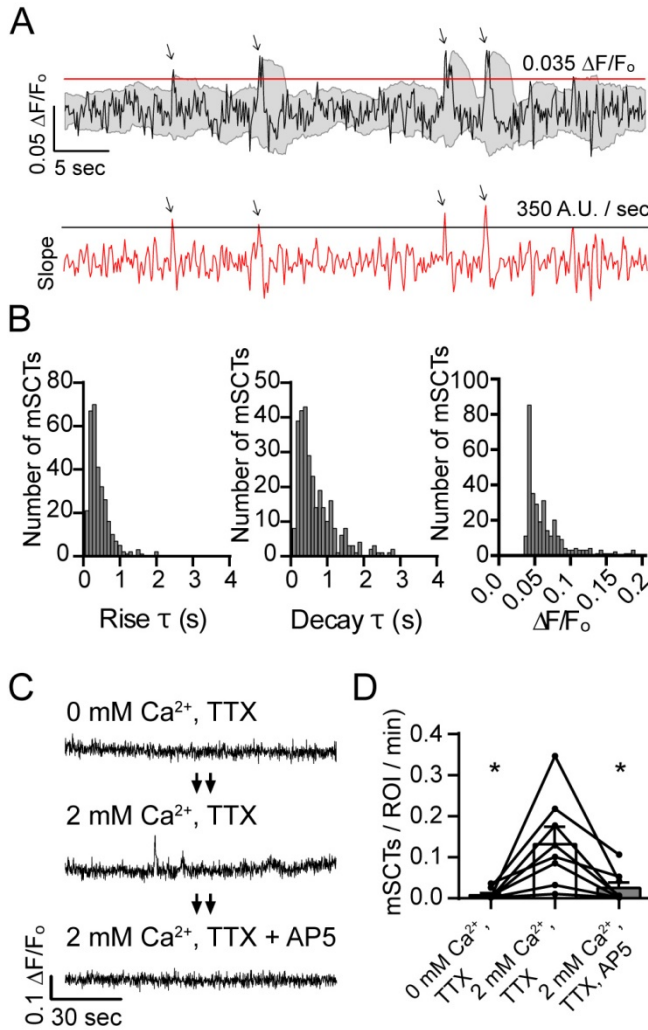 A
0.035 ΔF/Fo
0.05 ΔF/Fo
5 sec
350 A.U. / sec
Slope
B
Number of mSCTs
80
60
40
20
0
0 1 2 3 4
Rise τ (s)
Number of mSCTs
50
40
30
20
10
0
0 1 2 3 4
Decay τ (s)
Number of mSCTs
100
80
60
40
20
0
0.0 0.05 0.1 0.15 0.2
ΔF/Fo
C
0 mM Ca²⁺, TTX
2 mM Ca²⁺, TTX
2 mM Ca²⁺, TTX + AP5
0.1 ΔF/Fo
30 sec
D
mSCTs / ROI / min
0.4
0.3
0.2
0.1
0.0
* *
0 mM Ca²⁺,
TTX
2 mM Ca²⁺,
TTX
2 mM Ca²⁺,
TTX, AP5